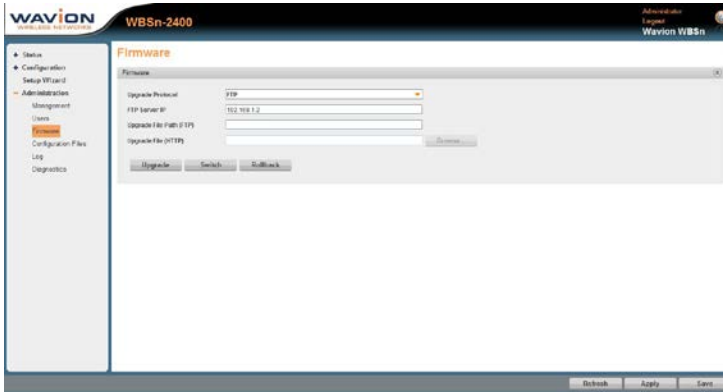 WAVION
WIRELESS NETWORKS
WBSn-2400
Administrator
Logout
Wavion WBSn
Status
Configuration
Setup Wizard
Administration
Management
Users
Firmware
Configuration Files
Log
Diagnostics
Firmware
Firmware
Upgrade Protocol
FTP
FTP Server IP
192.168.1.2
Upgrade File Path (FTP)
Upgrade File (HTTP)
Browse...
Upgrade
Switch
Rollback
Refresh
Apply
Save